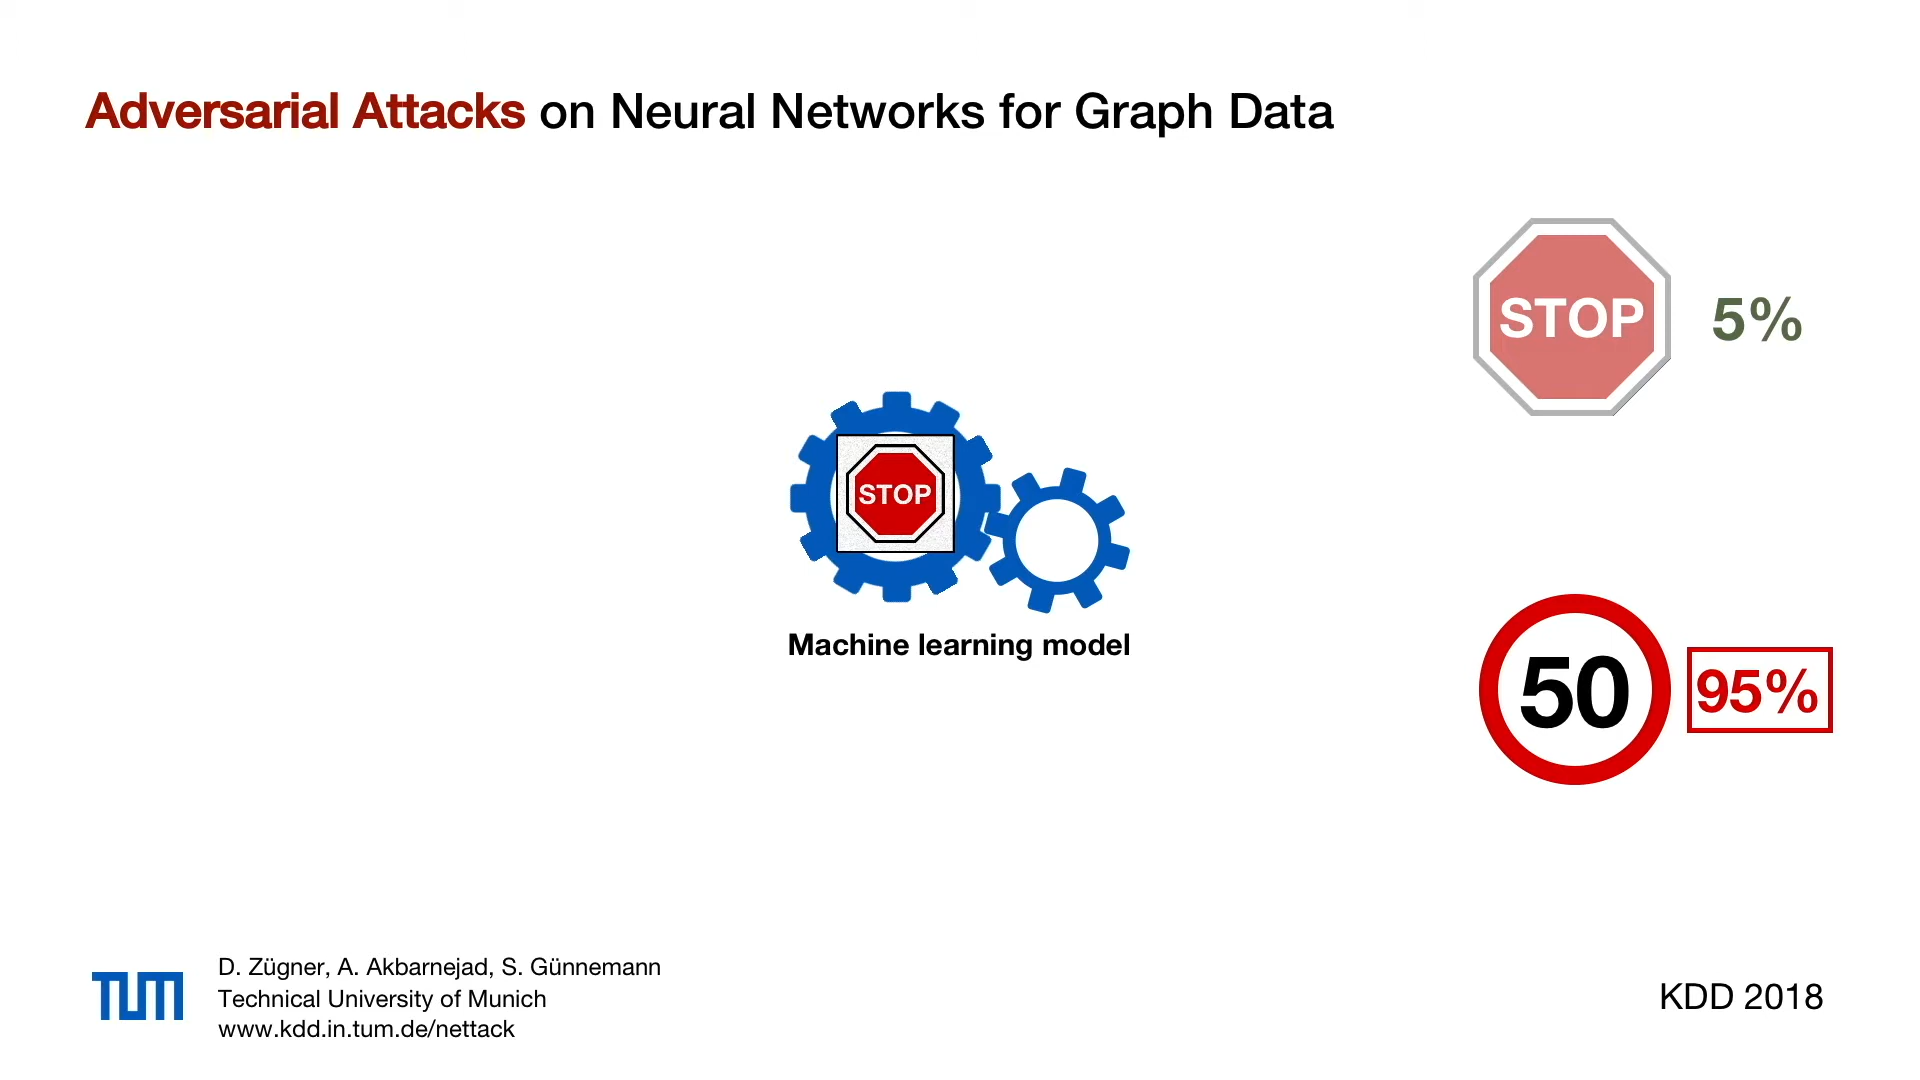 Adversarial Attacks on Neural Networks for Graph Data
STOP 5%
STOP
Machine learning model
50 95%
TUM
D. Zügner, A. Akbarnejad, S. Günnemann
Technical University of Munich
www.kdd.in.tum.de/nettack
KDD 2018